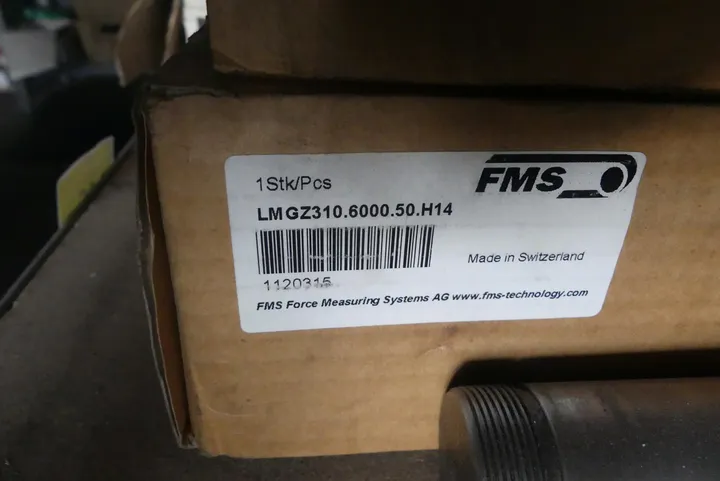 1Stk/Pcs
FMS
LMGZ310.6000.50.H14
Made in Switzerland
1120315
FMS Force Measuring Systems AG www.fms-technology.com